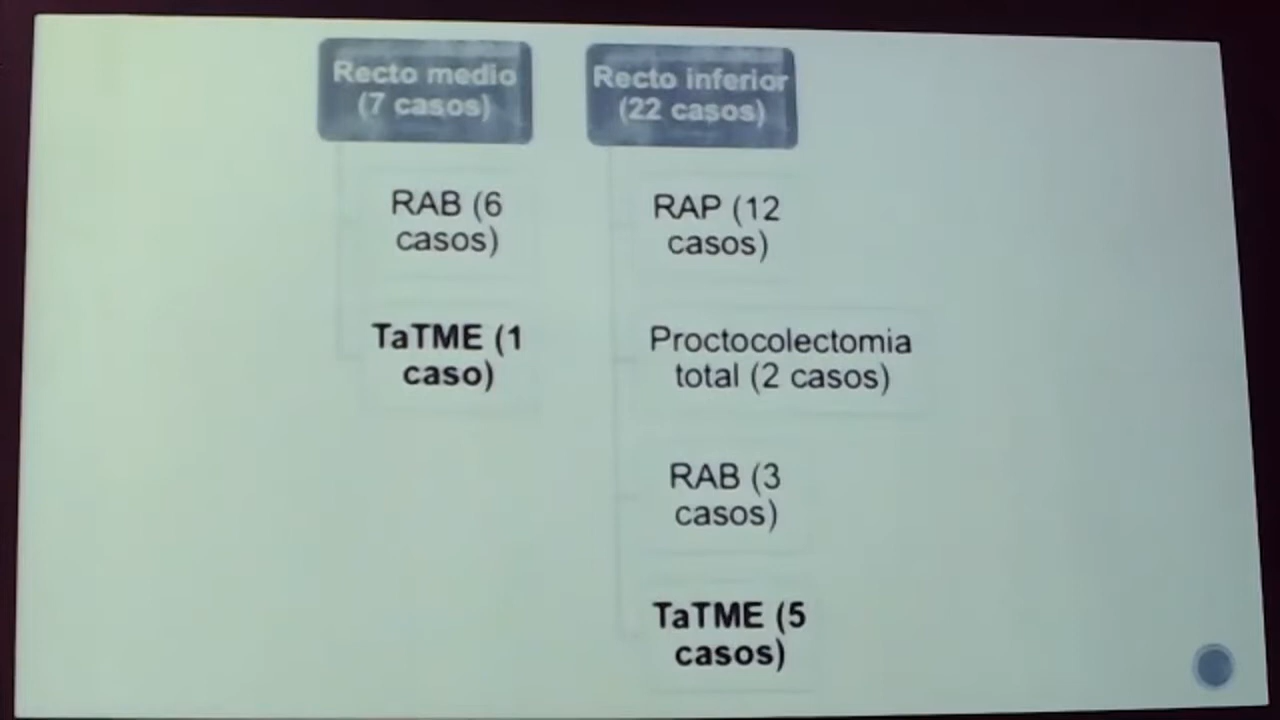 Recto medio
(7 casos)
RAB (6
casos)
TaTME (1
caso)
Recto inferior
(22 casos)
RAP (12
casos)
Proctocolectomia
total (2 casos)
RAB (3
casos)
TaTME (5
casos)